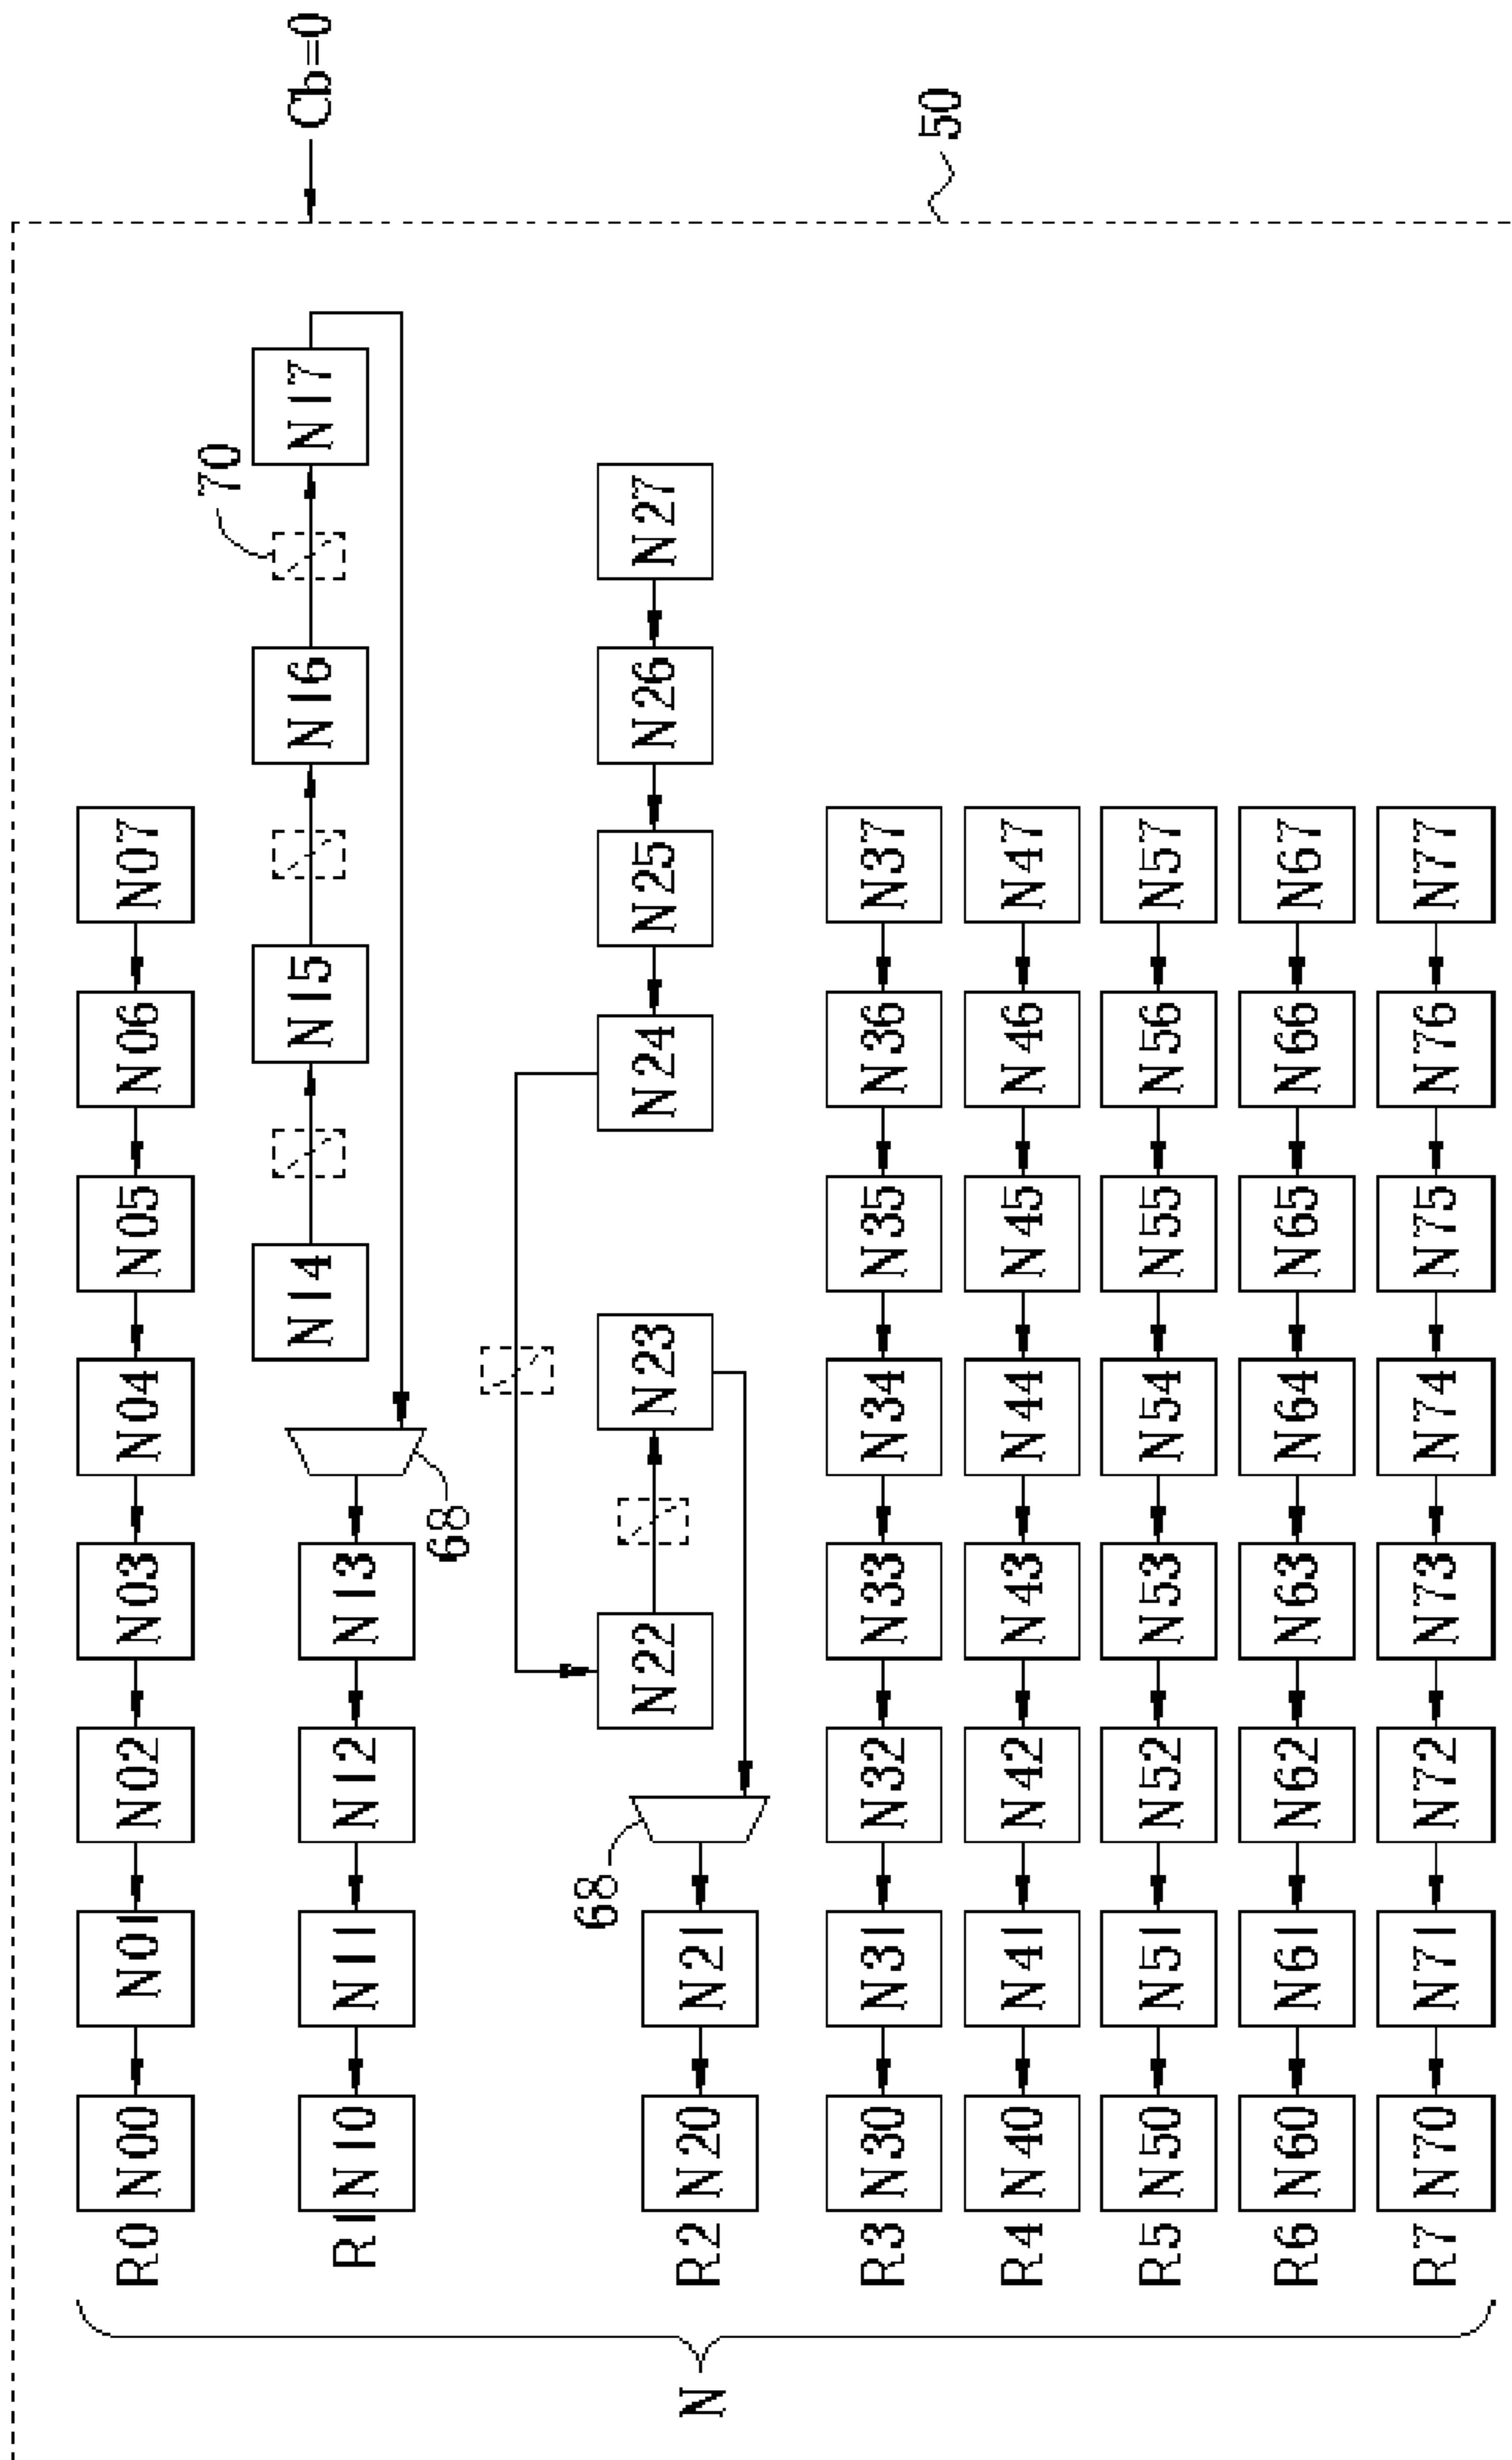 Cb=0
50
N
R0 N00 N01 N02 N03 N04 N05 N06 N07
70
R1 N10 N11 N12 N13 N14 N15 N16 N17
68
R2 N20 N21 N22 N23 N24 N25 N26 N27
68
R3 N30 N31 N32 N33 N34 N35 N36 N37
R4 N40 N41 N42 N43 N44 N45 N46 N47
R5 N50 N51 N52 N53 N54 N55 N56 N57
R6 N60 N61 N62 N63 N64 N65 N66 N67
R7 N70 N71 N72 N73 N74 N75 N76 N77